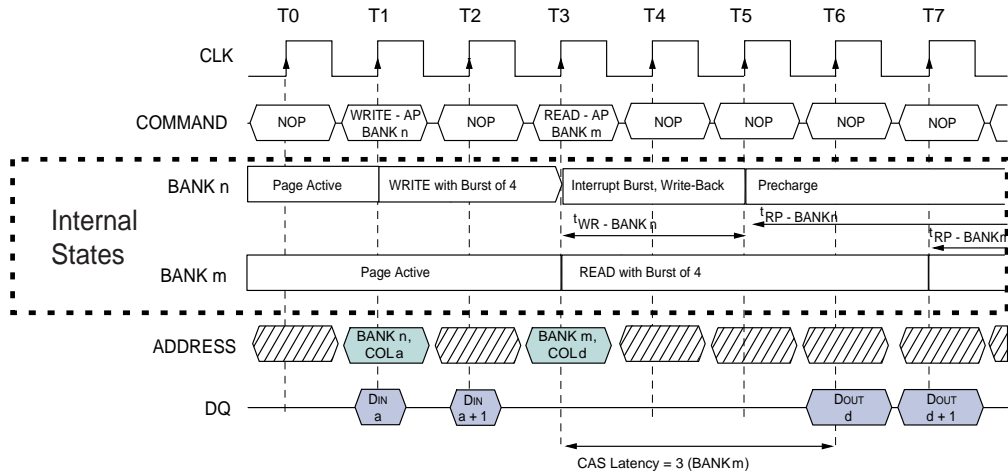 T0 T1 T2 T3 T4 T5 T6 T7
CLK
COMMAND
NOP
WRITE - AP
BANK n
NOP
READ - AP
BANK m
NOP
NOP
NOP
NOP
Internal
States
BANK n
Page Active
WRITE with Burst of 4
Interrupt Burst, Write-Back
Precharge
tWR - BANK n
tRP - BANK n
tRP - BANK m
BANK m
Page Active
READ with Burst of 4
ADDRESS
BANK n,
COL a
BANK m,
COL d
DQ
DIN
a
DIN
a + 1
DOUT
d
DOUT
d + 1
CAS Latency = 3 (BANK m)